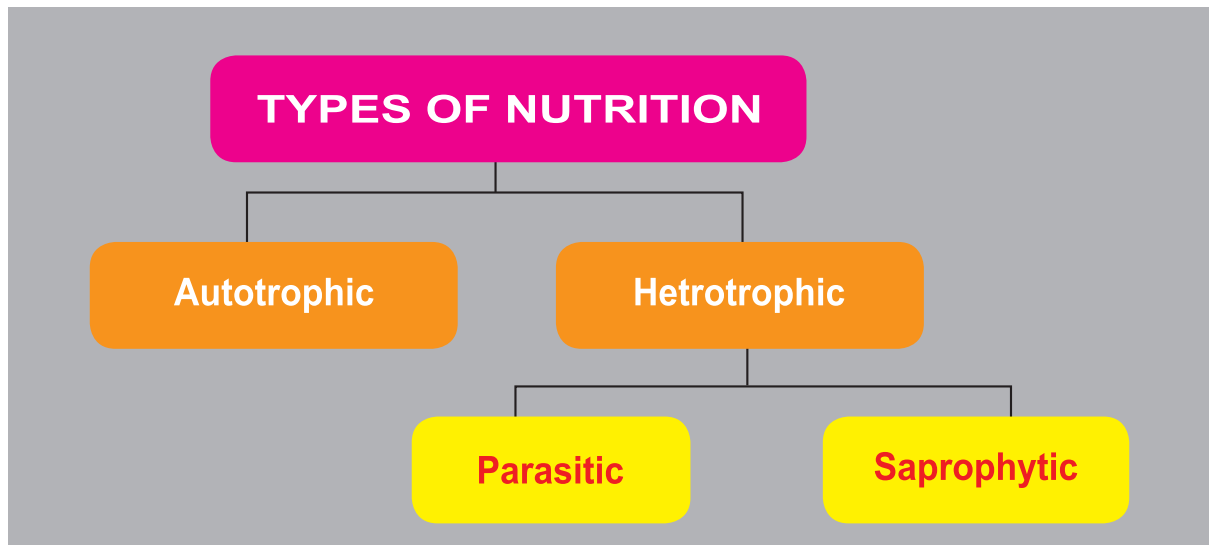 TYPES OF NUTRITION
Autotrophic
Hetrotrophic
Parasitic
Saprophytic